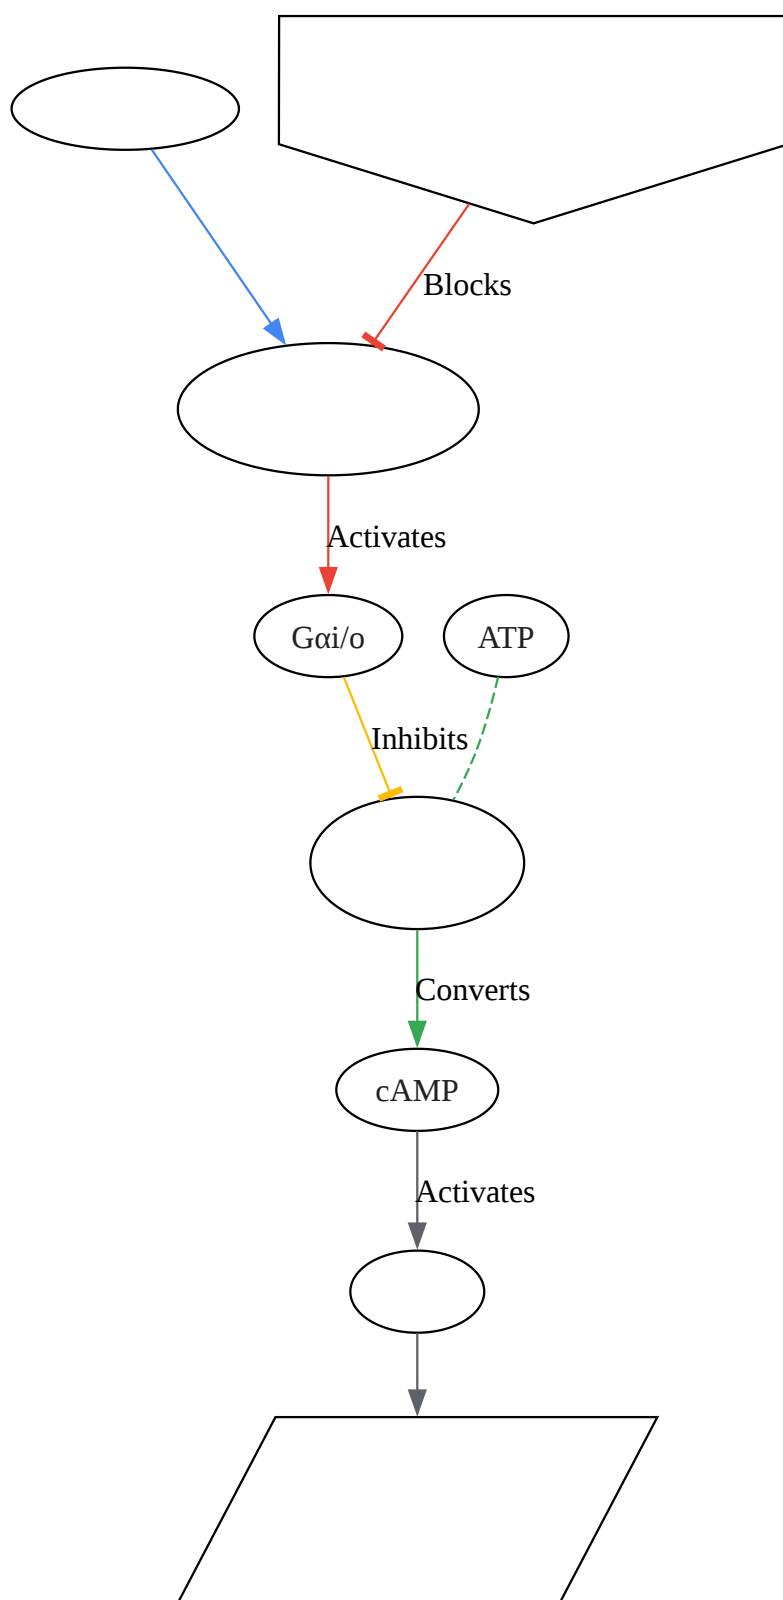 Blocks
Activates
Gαi/o
ATP
Inhibits
Converts
cAMP
Activates